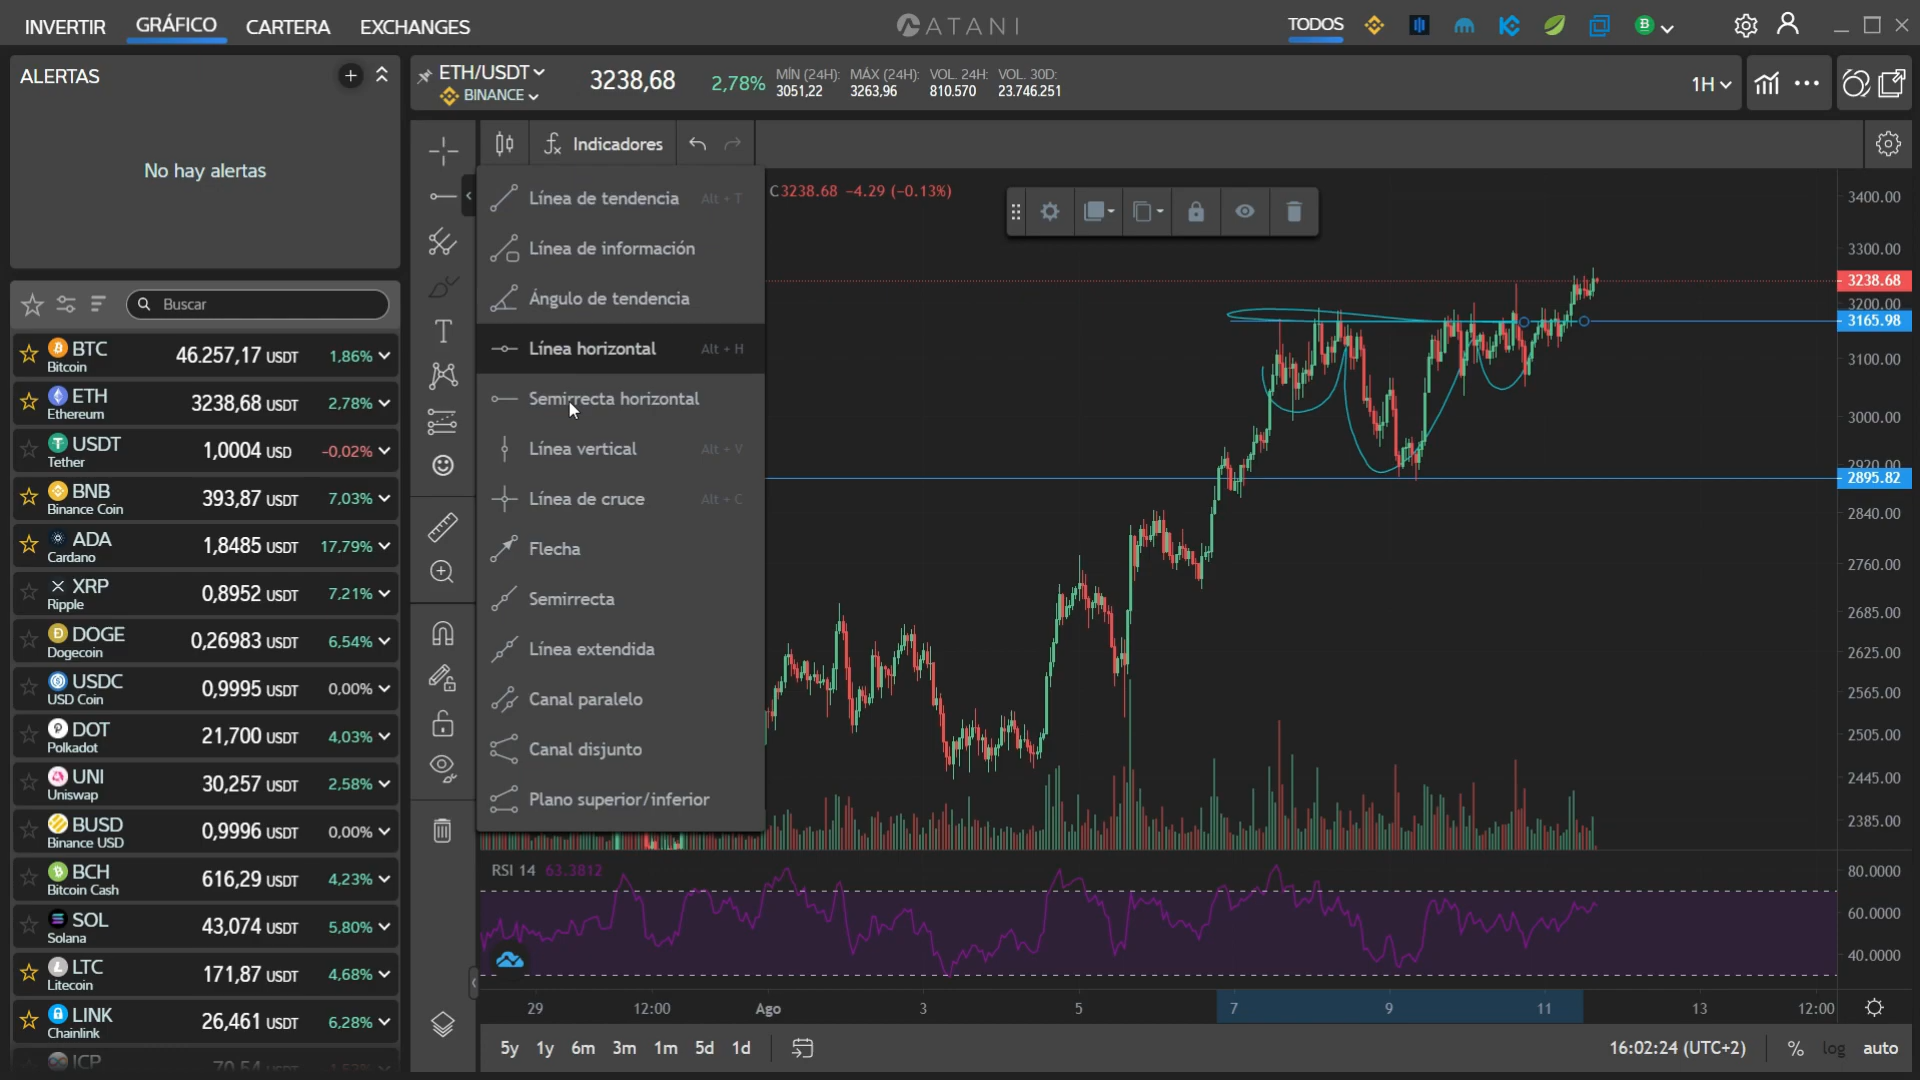 INVERTIR GRÁFICO CARTERA EXCHANGES
ATANI
TODOS
ALERTAS
No hay alertas
Buscar
BTC 46.257,17 USDT 1,86%
Bitcoin
ETH 3238,68 USDT 2,78%
Ethereum
USDT 1,0004 USD -0,02%
Tether
BNB 393,87 USDT 7,03%
Binance Coin
ADA 1,8485 USDT 17,79%
Cardano
XRP 0,8952 USDT 7,21%
Ripple
DOGE 0,26983 USDT 6,54%
Dogecoin
USDC 0,9995 USDT 0,00%
USD Coin
DOT 21,700 USDT 4,03%
Polkadot
UNI 30,257 USDT 2,58%
Uniswap
BUSD 0,9996 USDT 0,00%
Binance USD
BCH 616,29 USDT 4,23%
Bitcoin Cash
SOL 43,074 USDT 5,80%
Solana
LTC 171,87 USDT 4,68%
Litecoin
LINK 26,461 USDT 6,28%
Chainlink
ICP
ETH/USDT
BINANCE
3238,68
2,78%
MÍN (24H): MÁX (24H): VOL. 24H: VOL. 30D:
3051,22 3263,96 810.570 23.746.251
1H
Indicadores
C3238.68 −4.29 (−0.13%)
Línea de tendencia Alt + T
Línea de información
Ángulo de tendencia
Línea horizontal Alt + H
Semirrecta horizontal
Línea vertical Alt + V
Línea de cruce Alt + C
Flecha
Semirrecta
Línea extendida
Canal paralelo
Canal disjunto
Plano superior/inferior
3400.00
3300.00
3238.68
3200.00
3165.98
3100.00
3000.00
2920.00
2895.82
2840.00
2760.00
2685.00
2625.00
2565.00
2505.00
2445.00
2385.00
RSI 14 63.3812
80.0000
60.0000
40.0000
29 12:00 Ago 3 5 7 9 11 13 12:00
5y 1y 6m 3m 1m 5d 1d
16:02:24 (UTC+2) % log auto